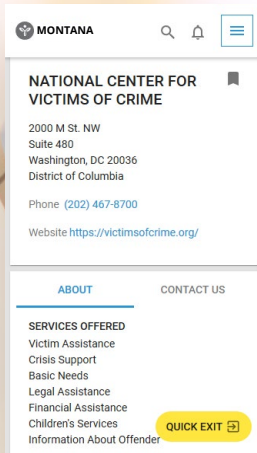 MONTANA
NATIONAL CENTER FOR
VICTIMS OF CRIME
2000 M St. NW
Suite 480
Washington, DC 20036
District of Columbia
Phone (202) 467-8700
Website https://victimsofcrime.org/
ABOUT CONTACT US
SERVICES OFFERED
Victim Assistance
Crisis Support
Basic Needs
Legal Assistance
Financial Assistance
Children's Services
Information About Offender
QUICK EXIT